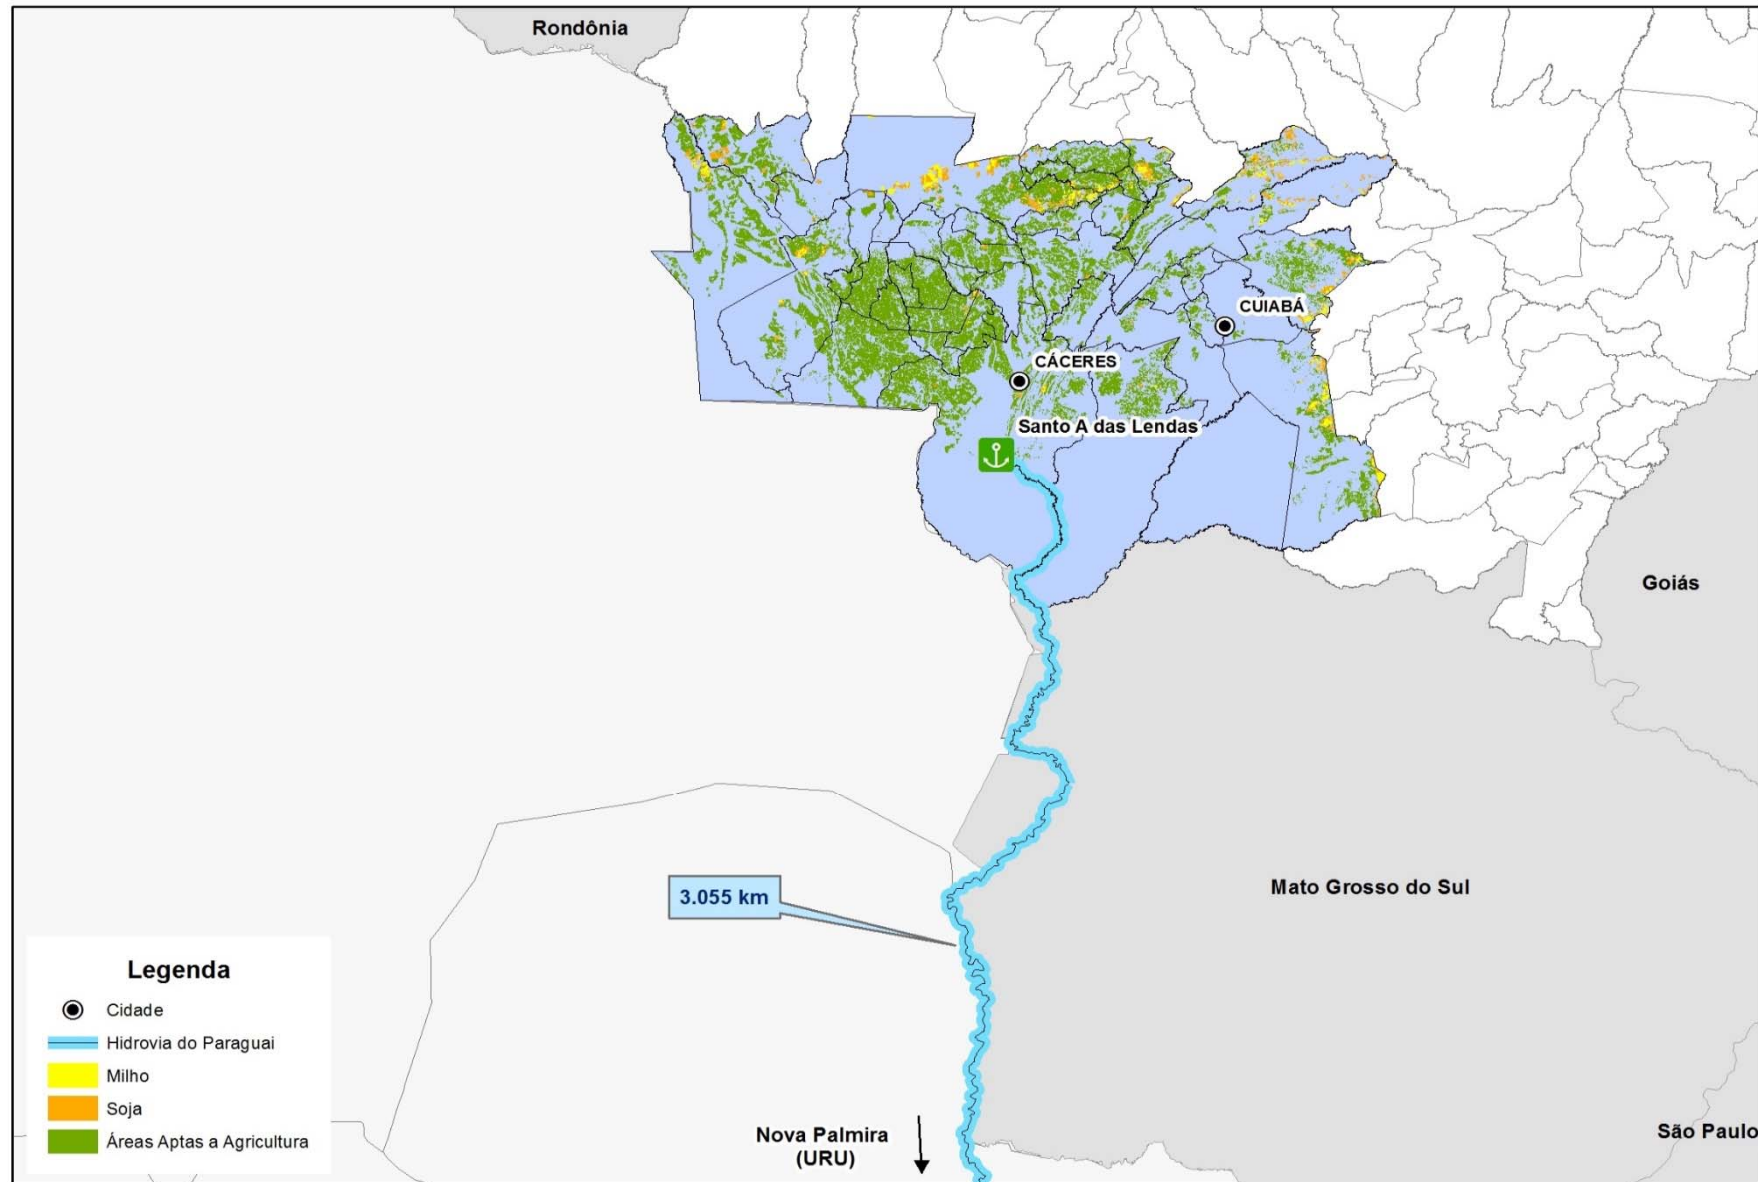 Rondônia
CUIABÁ
CÁCERES
Santo A das Lendas
Goiás
Mato Grosso do Sul
3.055 km
Legenda
Cidade
Hidrovia do Paraguai
Milho
Soja
Áreas Aptas a Agricultura
Nova Palmira
(URU)
São Paulo